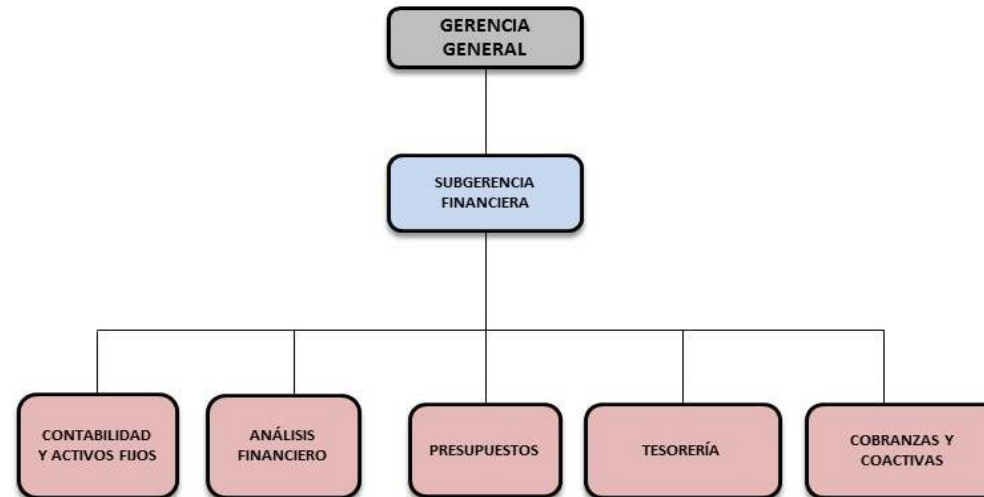 GERENCIA
GENERAL
SUBGERENCIA
FINANCIERA
CONTABILIDAD
Y ACTIVOS FIJOS
ANÁLISIS
FINANCIERO
PRESUPUESTOS
TESORERÍA
COBRANZAS Y
COACTIVAS